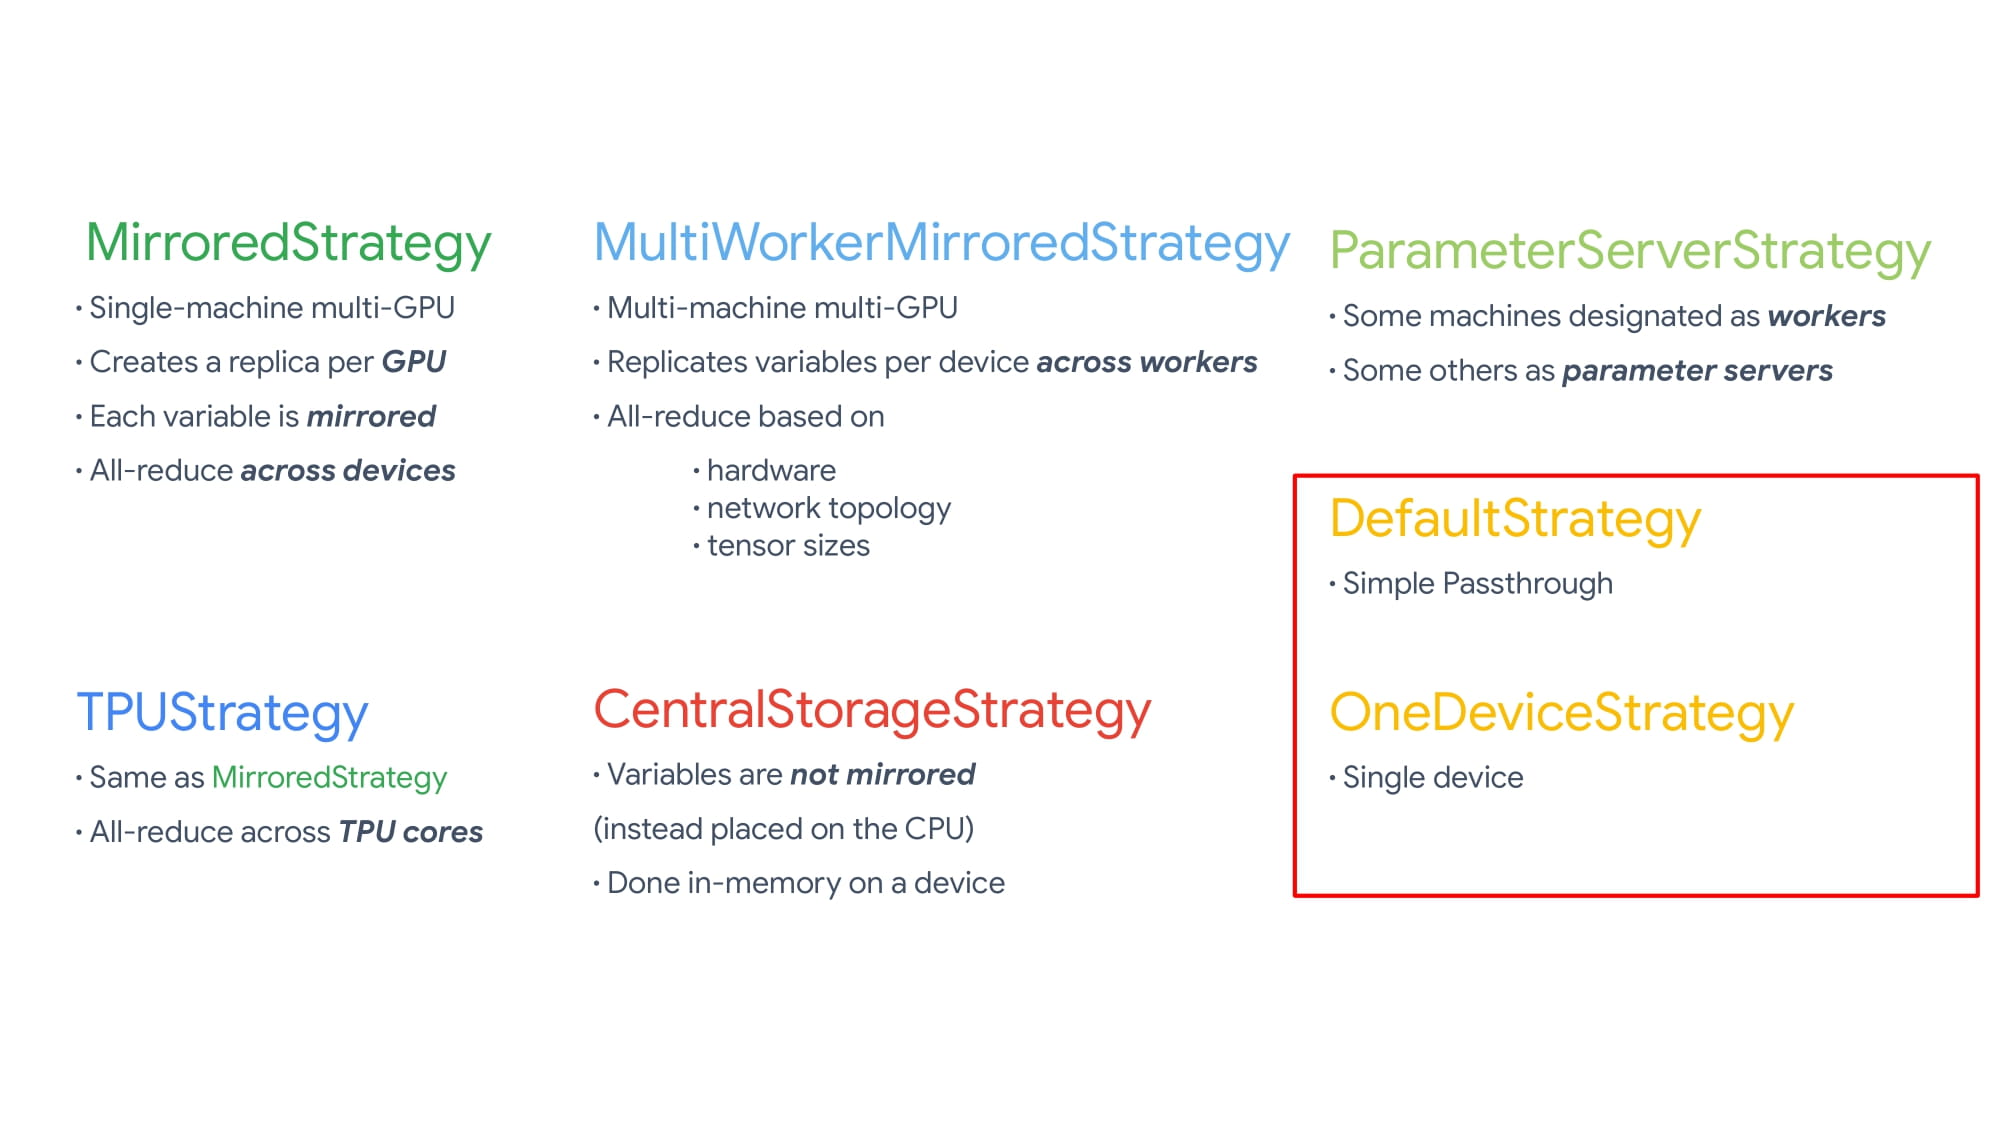 MirroredStrategy
• Single-machine multi-GPU
• Creates a replica per GPU
• Each variable is mirrored
• All-reduce across devices
MultiWorkerMirroredStrategy
• Multi-machine multi-GPU
• Replicates variables per device across workers
• All-reduce based on
• hardware
• network topology
• tensor sizes
ParameterServerStrategy
• Some machines designated as workers
• Some others as parameter servers
DefaultStrategy
• Simple Passthrough
TPUStrategy
• Same as MirroredStrategy
• All-reduce across TPU cores
CentralStorageStrategy
• Variables are not mirrored
(instead placed on the CPU)
• Done in-memory on a device
OneDeviceStrategy
• Single device